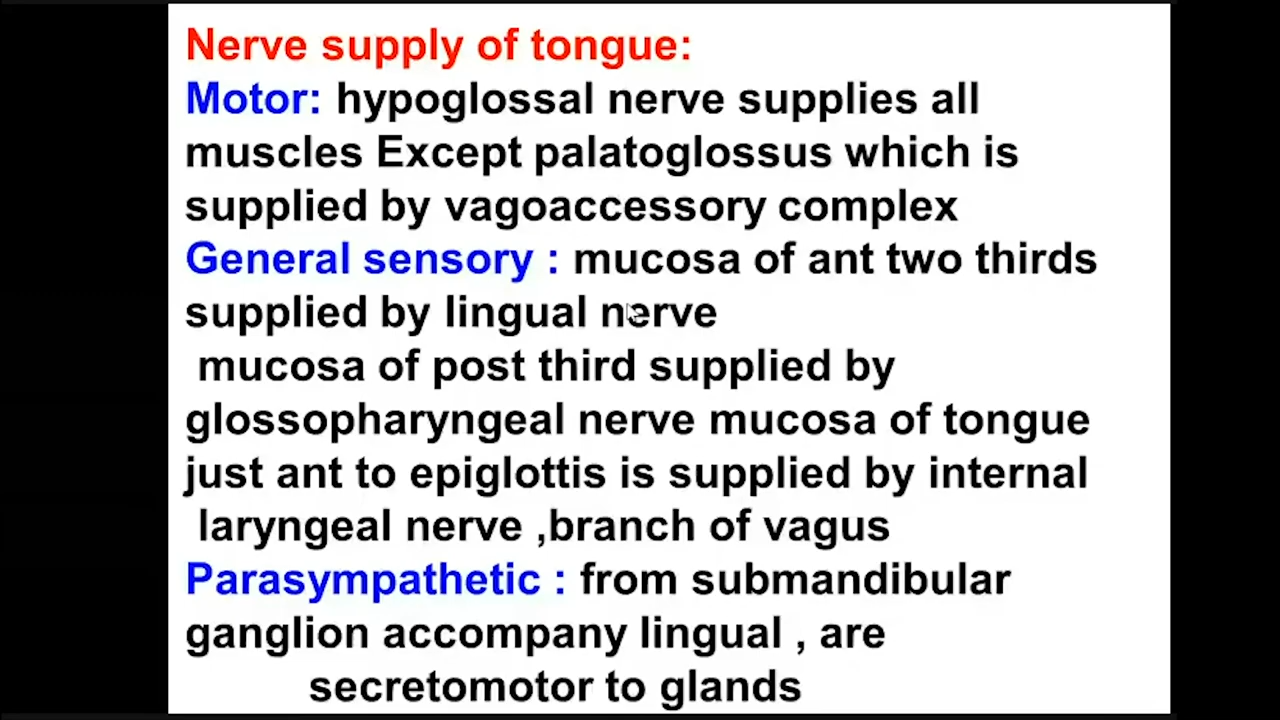 Nerve supply of tongue:
Motor: hypoglossal nerve supplies all
muscles Except palatoglossus which is
supplied by vagoaccessory complex
General sensory : mucosa of ant two thirds
supplied by lingual nerve
mucosa of post third supplied by
glossopharyngeal nerve mucosa of tongue
just ant to epiglottis is supplied by internal
laryngeal nerve ,branch of vagus
Parasympathetic : from submandibular
ganglion accompany lingual , are
secretomotor to glands